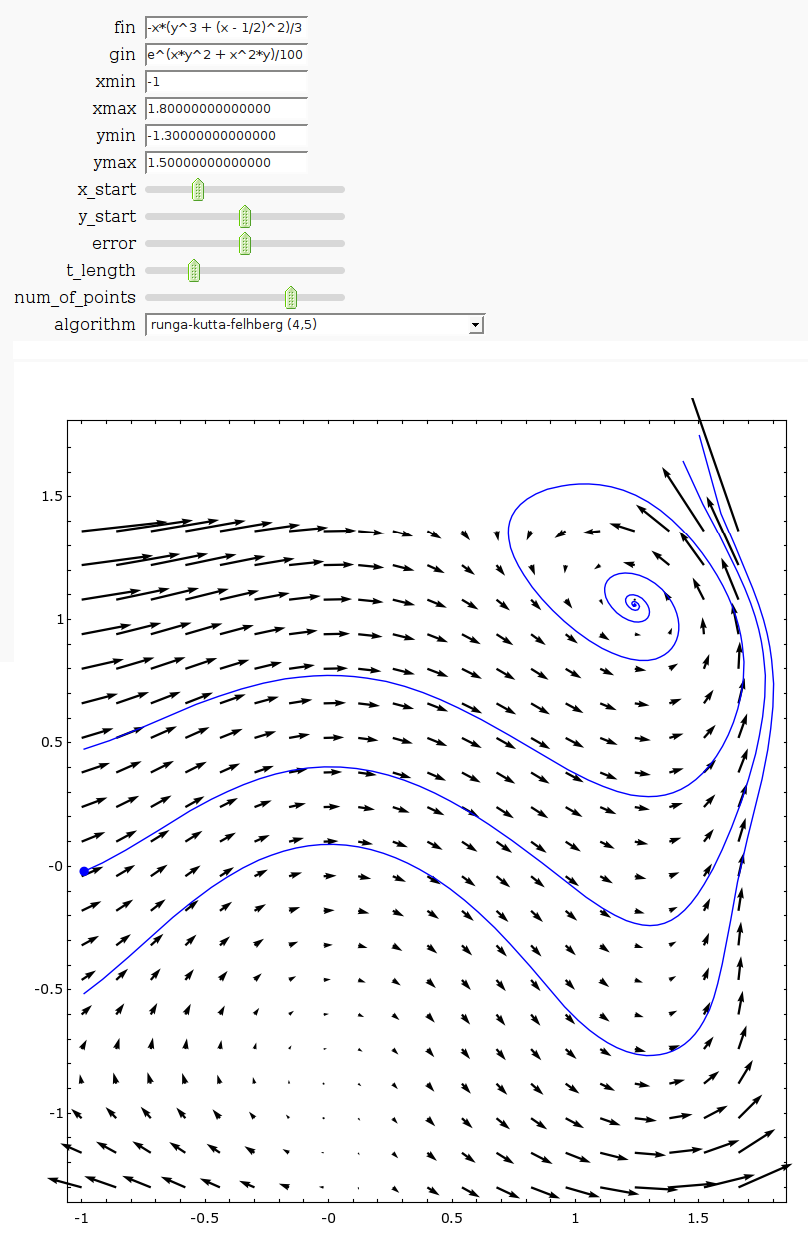 fin -x*(y^3 + (x - 1/2)^2)/3
gin e^(x*y^2 + x^2*y)/100
xmin -1
xmax 1.80000000000000
ymin -1.30000000000000
ymax 1.50000000000000
x_start
y_start
error
t_length
num_of_points
algorithm runga-kutta-felhberg (4,5)
1.5
1
0.5
-0
-0.5
-1
-1 -0.5 -0 0.5 1 1.5